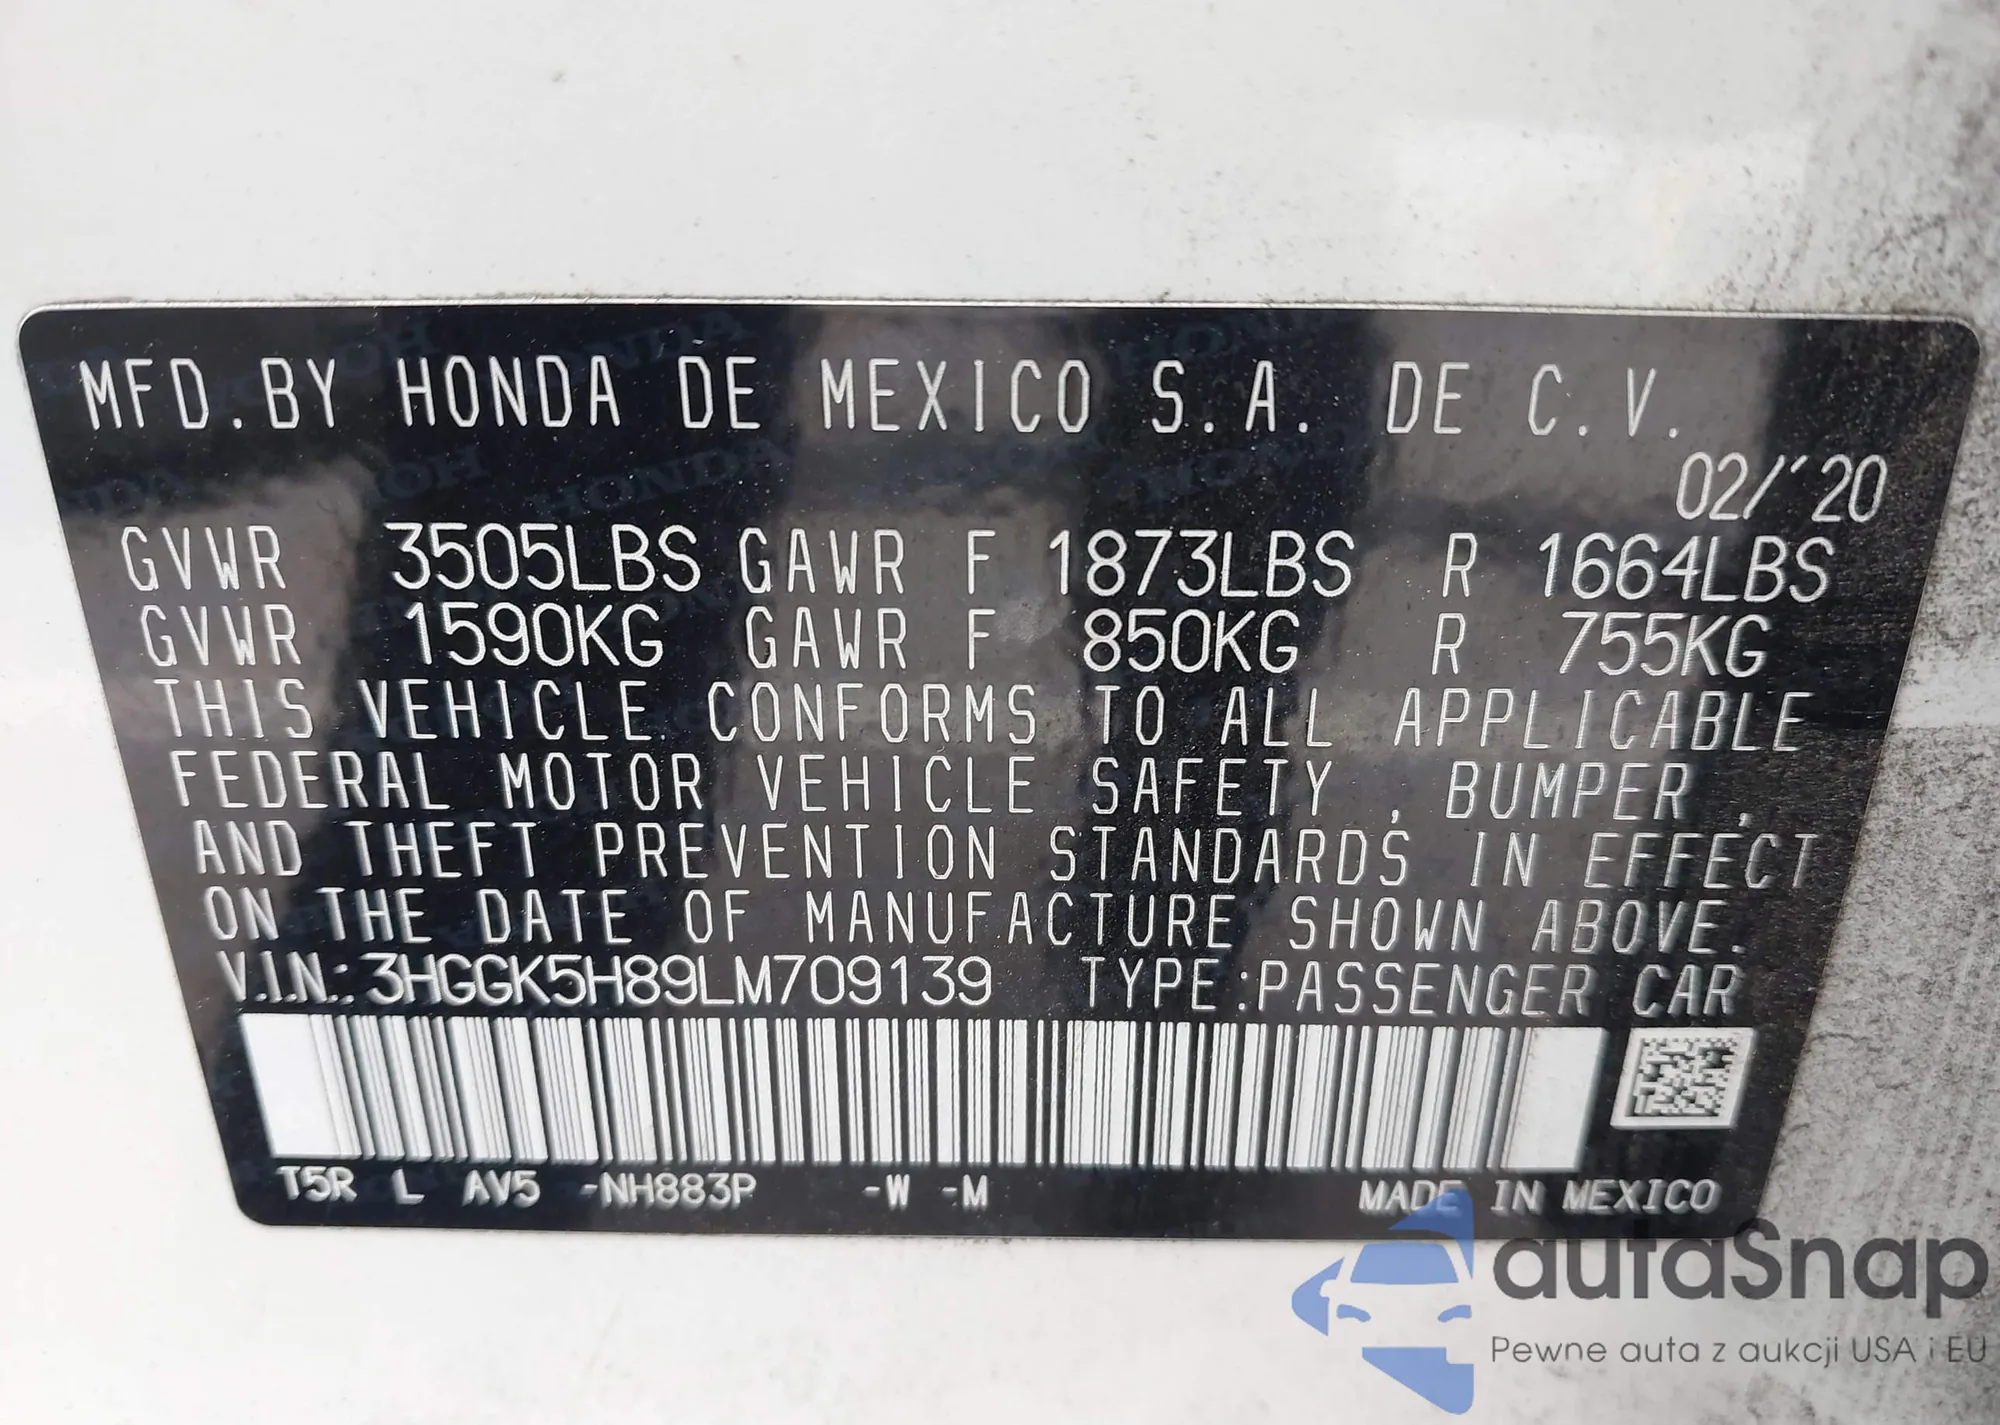 MFD.BY HONDA DE MEXICO S.A. DE C.V.
02/'20
GVWR 3505LBS GAWR F 1873LBS R 1664LBS
GVWR 1590KG GAWR F 850KG R 755KG
THIS VEHICLE CONFORMS TO ALL APPLICABLE
FEDERAL MOTOR VEHICLE SAFETY , BUMPER ,
AND THEFT PREVENTION STANDARDS IN EFFECT
ON THE DATE OF MANUFACTURE SHOWN ABOVE.
V.I.N.: 3HGGK5H89LM709139 TYPE:PASSENGER CAR
T5R L AV5 -NH883P -W -M MADE IN MEXICO
autaSnap
Pewne auta z aukcji USA i EU